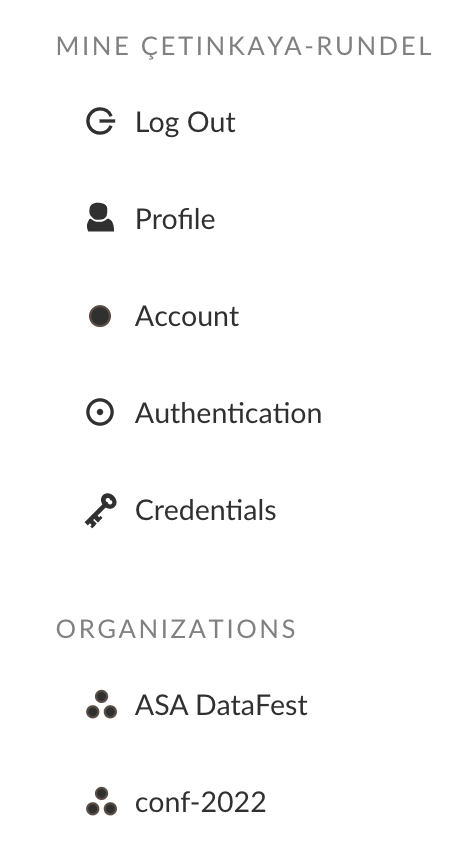 MINE ÇETINKAYA-RUNDEL
Log Out
Profile
Account
Authentication
Credentials
ORGANIZATIONS
ASA DataFest
conf-2022